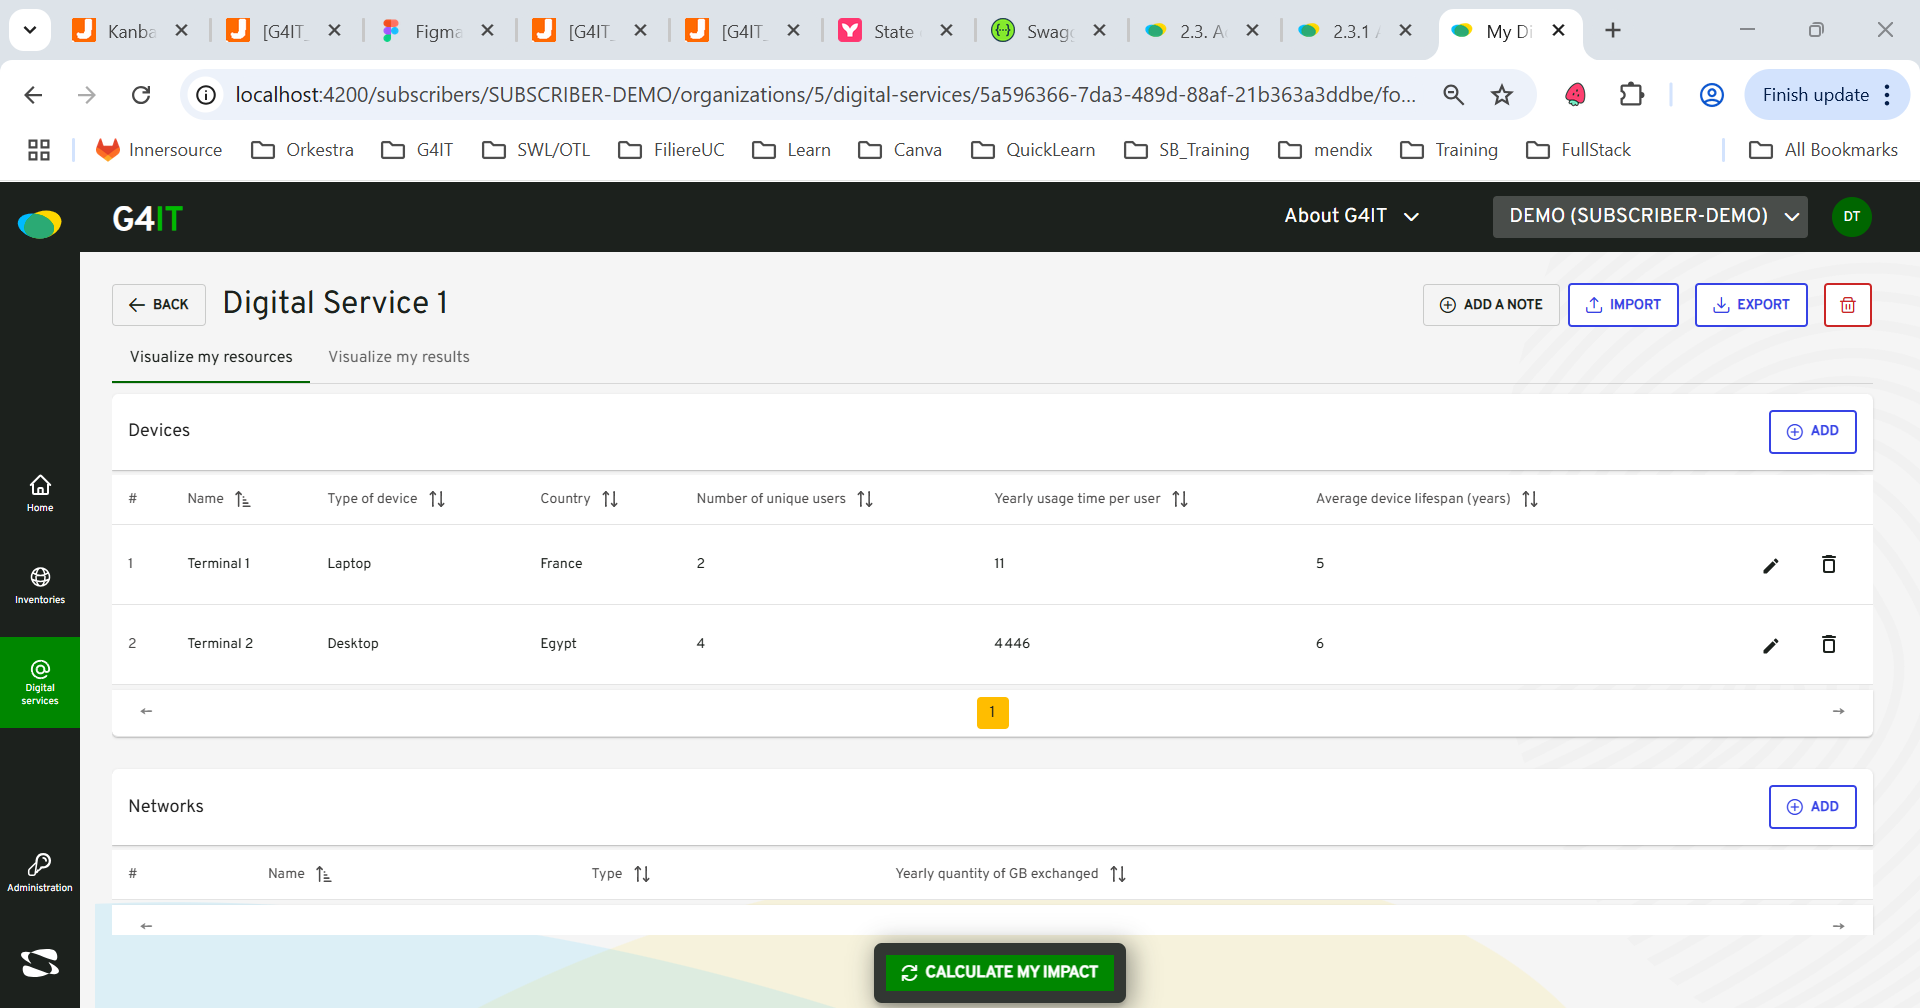 Kanba
[G4IT_
Figma
[G4IT_
[G4IT_
State
Swagg
2.3. A
2.3.1
My Di
localhost:4200/subscribers/SUBSCRIBER-DEMO/organizations/5/digital-services/5a596366-7da3-489d-88af-21b363a3ddbe/fo...
Finish update
Innersource
Orkestra
G4IT
SWL/OTL
FiliereUC
Learn
Canva
QuickLearn
SB_Training
mendix
Training
FullStack
All Bookmarks
G4IT
About G4IT
DEMO (SUBSCRIBER-DEMO)
DT
BACK
Digital Service 1
ADD A NOTE
IMPORT
EXPORT
Visualize my resources
Visualize my results
Devices
ADD
# Name Type of device Country Number of unique users Yearly usage time per user Average device lifespan (years)
1 Terminal 1 Laptop France 2 11 5
2 Terminal 2 Desktop Egypt 4 4446 6
1
Networks
ADD
# Name Type Yearly quantity of GB exchanged
CALCULATE MY IMPACT
Home
Inventories
Digital
services
Administration